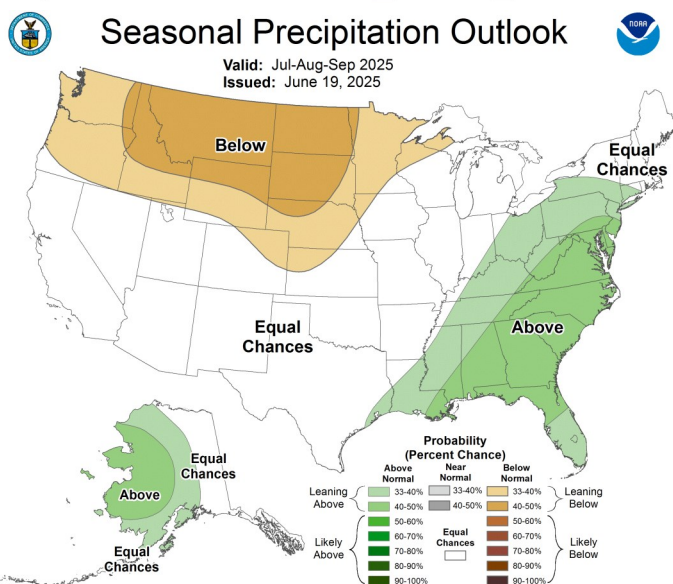 Seasonal Precipitation Outlook
NOAA
Valid: Jul-Aug-Sep 2025
Issued: June 19, 2025
Below
Equal
Chances
Equal
Chances
Above
Equal
Chances
Above
Equal
Chances
Probability
(Percent Chance)
Above Normal
Near Normal
Below Normal
Leaning Above
33-40%
33-40%
33-40%
Leaning Below
40-50%
40-50%
40-50%
Likely Above
50-60%
Equal Chances
50-60%
Likely Below
60-70%
60-70%
70-80%
70-80%
80-90%
80-90%
90-100%
90-100%